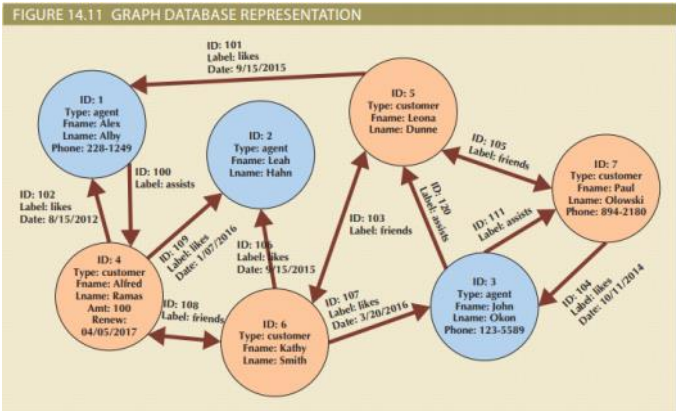 FIGURE 14.11 GRAPH DATABASE REPRESENTATION
ID: 101
Label: likes
Date: 9/15/2015
ID: 1
Type: agent
Fname: Alex
Lname: Alby
Phone: 228-1249
ID: 2
Type: agent
Fname: Leah
Lname: Hahn
ID: 5
Type: customer
Fname: Leona
Lname: Dunne
ID: 105
Label: friends
ID: 7
Type: customer
Fname: Paul
Lname: Olowski
Phone: 894-2180
ID: 100
Label: assists
ID: 102
Label: likes
Date: 8/15/2012
ID: 109
Label: likes
Date: 1/07/2016
ID: 106
Label: likes
Date: 9/15/2015
ID: 103
Label: friends
ID: 120
Label: assists
ID: 111
Label: assists
ID: 4
Type: customer
Fname: Alfred
Lname: Ramas
Amt: 100
Renew:
04/05/2017
ID: 108
Label: friends
ID: 6
Type: customer
Fname: Kathy
Lname: Smith
ID: 107
Label: likes
Date: 3/20/2016
ID: 3
Type: agent
Fname: John
Lname: Okon
Phone: 123-5589
ID: 104
Label: likes
Date: 10/11/2014